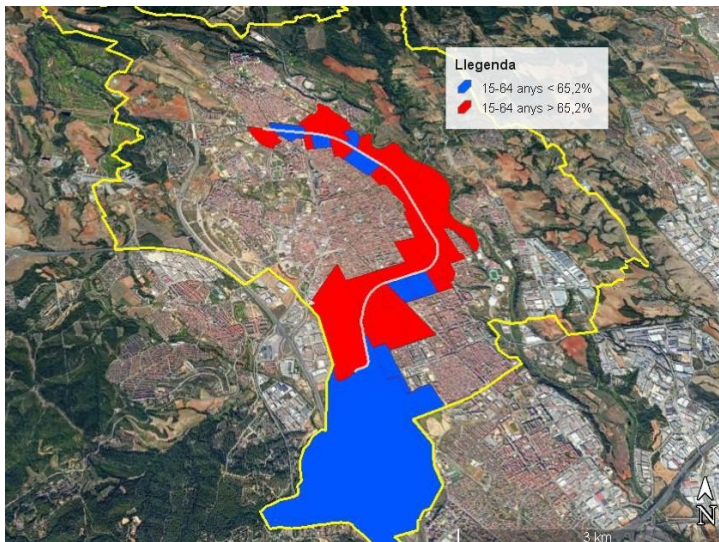 Llegenda
15-64 anys < 65,2%
15-64 anys > 65,2%
N
3 km